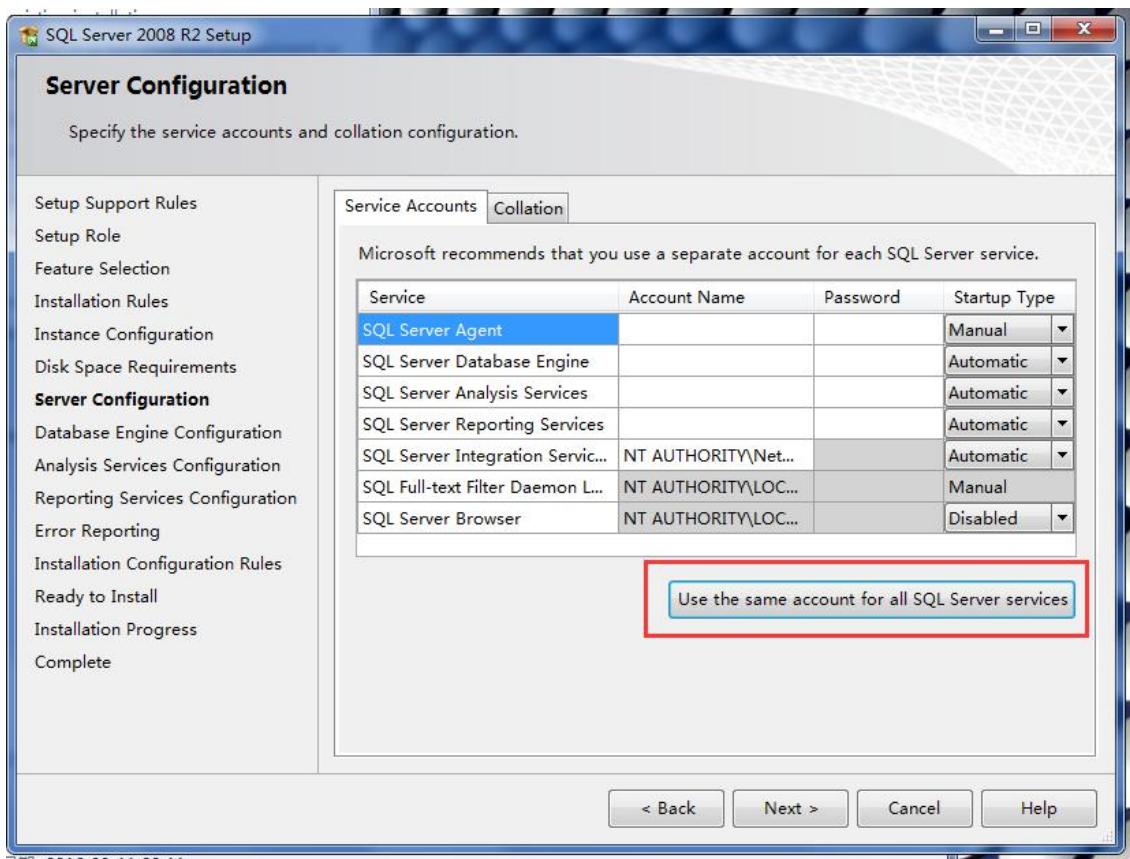 SQL Server 2008 R2 Setup
Server Configuration
Specify the service accounts and collation configuration.
Setup Support Rules
Setup Role
Feature Selection
Installation Rules
Instance Configuration
Disk Space Requirements
Server Configuration
Database Engine Configuration
Analysis Services Configuration
Reporting Services Configuration
Error Reporting
Installation Configuration Rules
Ready to Install
Installation Progress
Complete
Service Accounts Collation
Microsoft recommends that you use a separate account for each SQL Server service.
Service Account Name Password Startup Type
SQL Server Agent Manual
SQL Server Database Engine Automatic
SQL Server Analysis Services Automatic
SQL Server Reporting Services Automatic
SQL Server Integration Servic... NT AUTHORITY\Net... Automatic
SQL Full-text Filter Daemon L... NT AUTHORITY\LOC... Manual
SQL Server Browser NT AUTHORITY\LOC... Disabled
Use the same account for all SQL Server services
< Back Next > Cancel Help